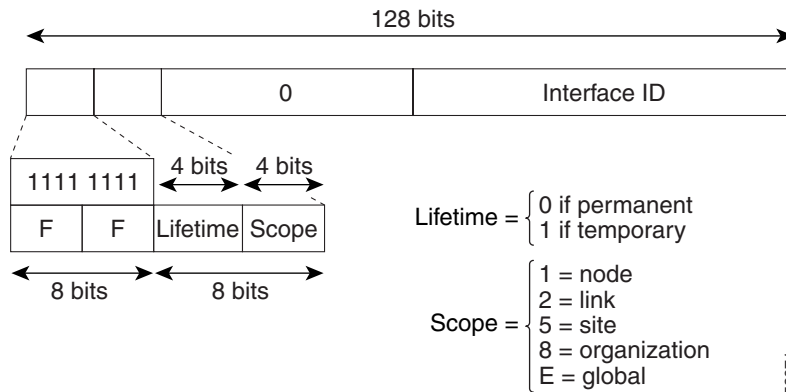 128 bits
0 Interface ID
4 bits 4 bits
1111 1111
F F Lifetime Scope
8 bits 8 bits
Lifetime = 0 if permanent
1 if temporary
Scope = 1 = node
2 = link
5 = site
8 = organization
E = global